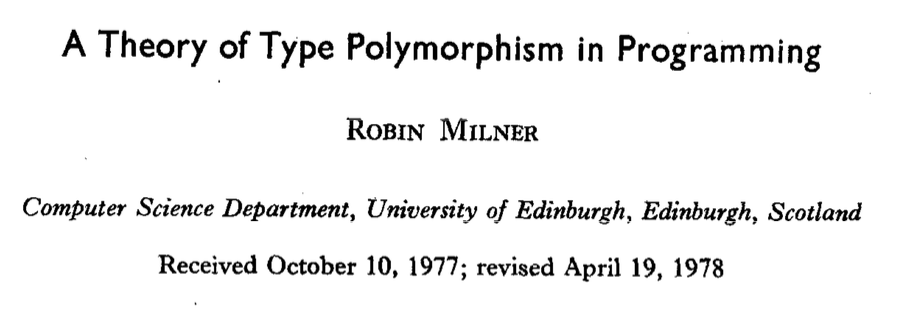 A Theory of Type Polymorphism in Programming
ROBIN MILNER
Computer Science Department, University of Edinburgh, Edinburgh, Scotland
Received October 10, 1977; revised April 19, 1978